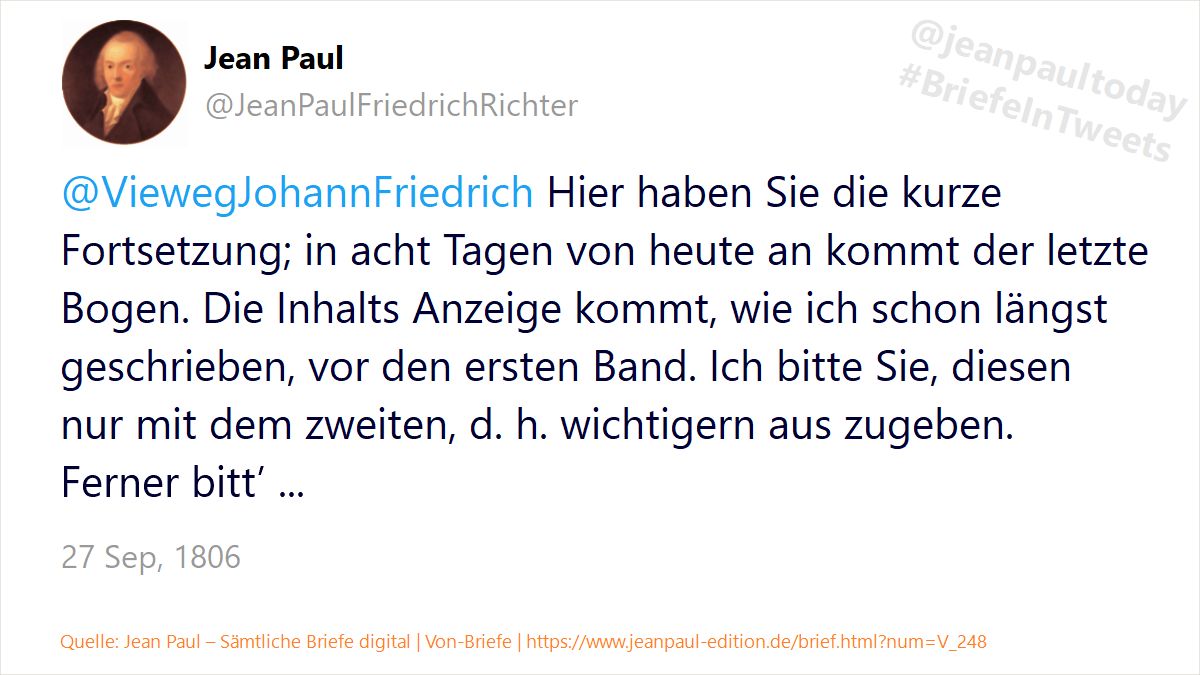 Jean Paul
@JeanPaulFriedrichRichter
@jeanpaultoday
#BriefeInTweets
@ViewegJohannFriedrich Hier haben Sie die kurze
Fortsetzung; in acht Tagen von heute an kommt der letzte
Bogen. Die Inhalts Anzeige kommt, wie ich schon längst
geschrieben, vor den ersten Band. Ich bitte Sie, diesen
nur mit dem zweiten, d. h. wichtigern aus zugeben.
Ferner bitt’ ...
27 Sep, 1806
Quelle: Jean Paul – Sämtliche Briefe digital | Von-Briefe | https://www.jeanpaul-edition.de/brief.html?num=V_248